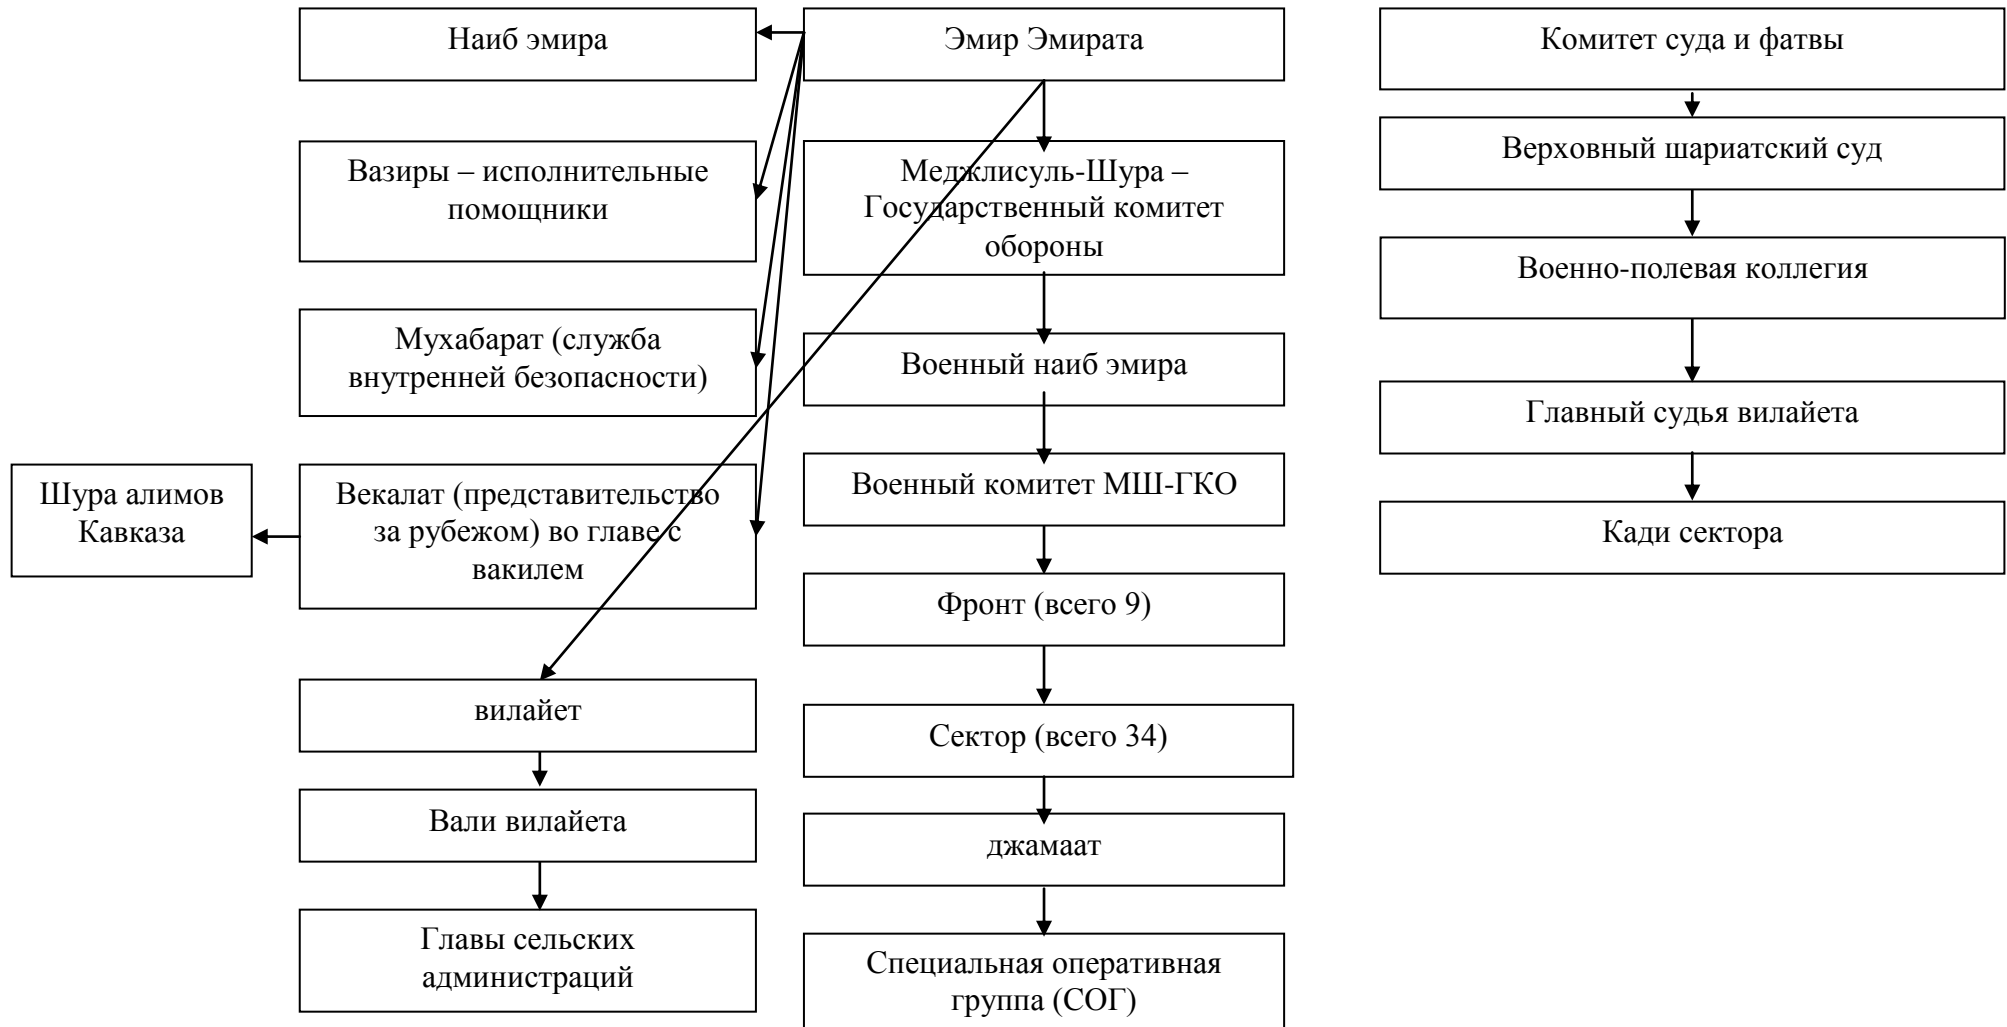 Наиб эмира
Эмир Эмирата
Комитет суда и фатвы
Вазиры – исполнительные
помощники
Меджлисуль-Шура –
Государственный комитет
обороны
Верховный шариатский суд
Военно-полевая коллегия
Мухабарат (служба
внутренней безопасности)
Военный наиб эмира
Главный судья вилайета
Шура алимов
Кавказа
Векалат (представительство
за рубежом) во главе с
вакилем
Военный комитет МШ-ГКО
Кади сектора
Фронт (всего 9)
вилайет
Сектор (всего 34)
Вали вилайета
джамаат
Главы сельских
администраций
Специальная оперативная
группа (СОГ)